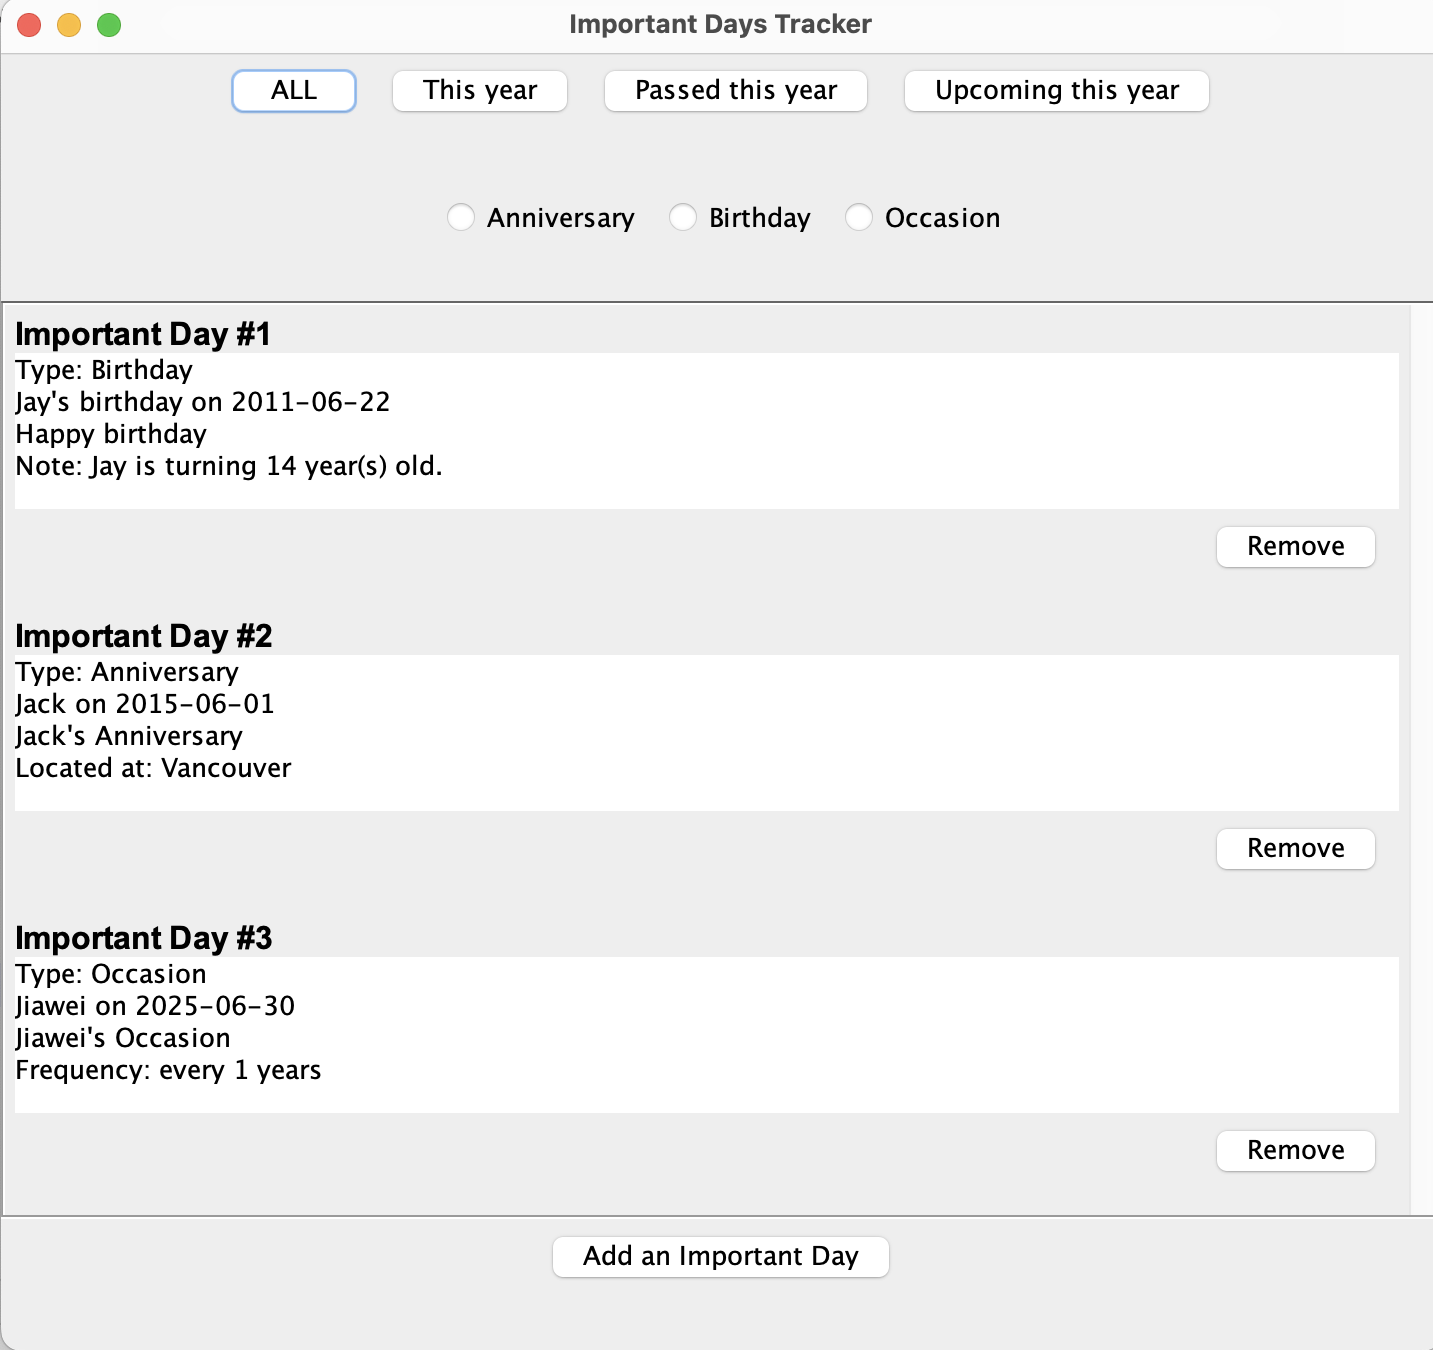 Important Days Tracker
ALL This year Passed this year Upcoming this year
Anniversary Birthday Occasion
Important Day #1
Type: Birthday
Jay's birthday on 2011-06-22
Happy birthday
Note: Jay is turning 14 year(s) old.
Remove
Important Day #2
Type: Anniversary
Jack on 2015-06-01
Jack's Anniversary
Located at: Vancouver
Remove
Important Day #3
Type: Occasion
Jiawei on 2025-06-30
Jiawei's Occasion
Frequency: every 1 years
Remove
Add an Important Day